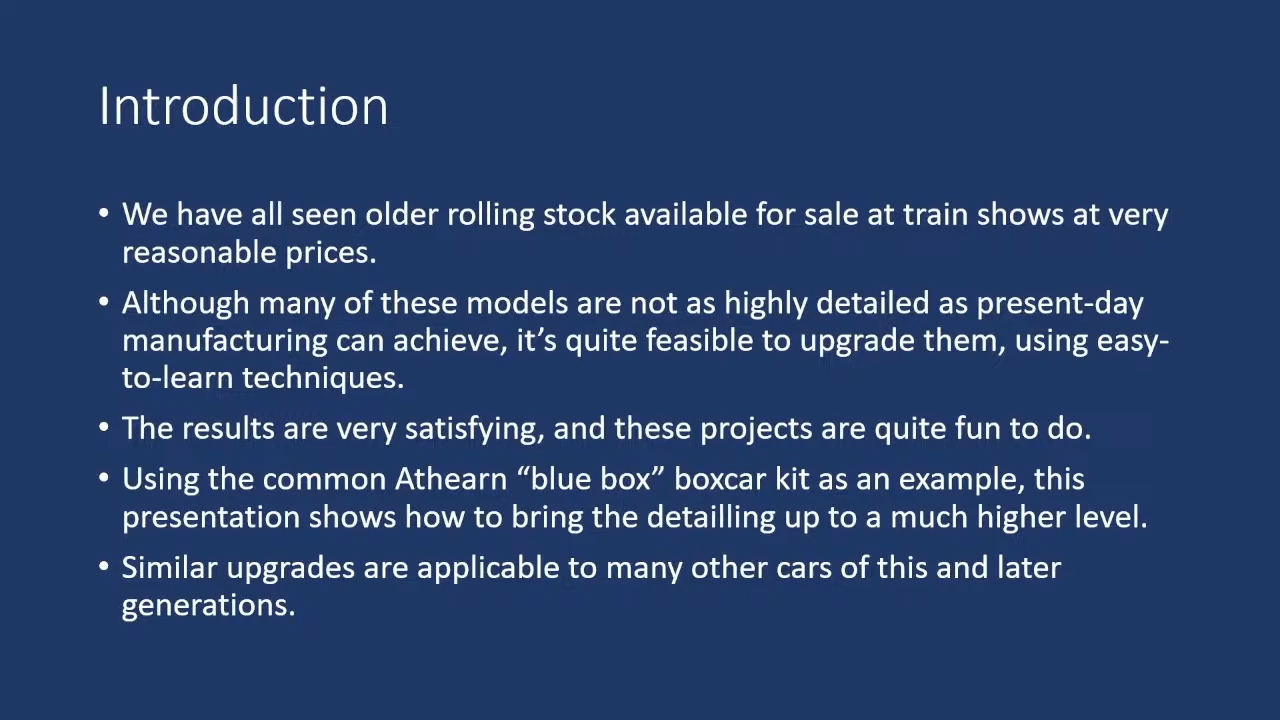 Introduction
• We have all seen older rolling stock available for sale at train shows at very
reasonable prices.
• Although many of these models are not as highly detailed as present-day
manufacturing can achieve, it’s quite feasible to upgrade them, using easy-
to-learn techniques.
• The results are very satisfying, and these projects are quite fun to do.
• Using the common Athearn “blue box” boxcar kit as an example, this
presentation shows how to bring the detailling up to a much higher level.
• Similar upgrades are applicable to many other cars of this and later
generations.